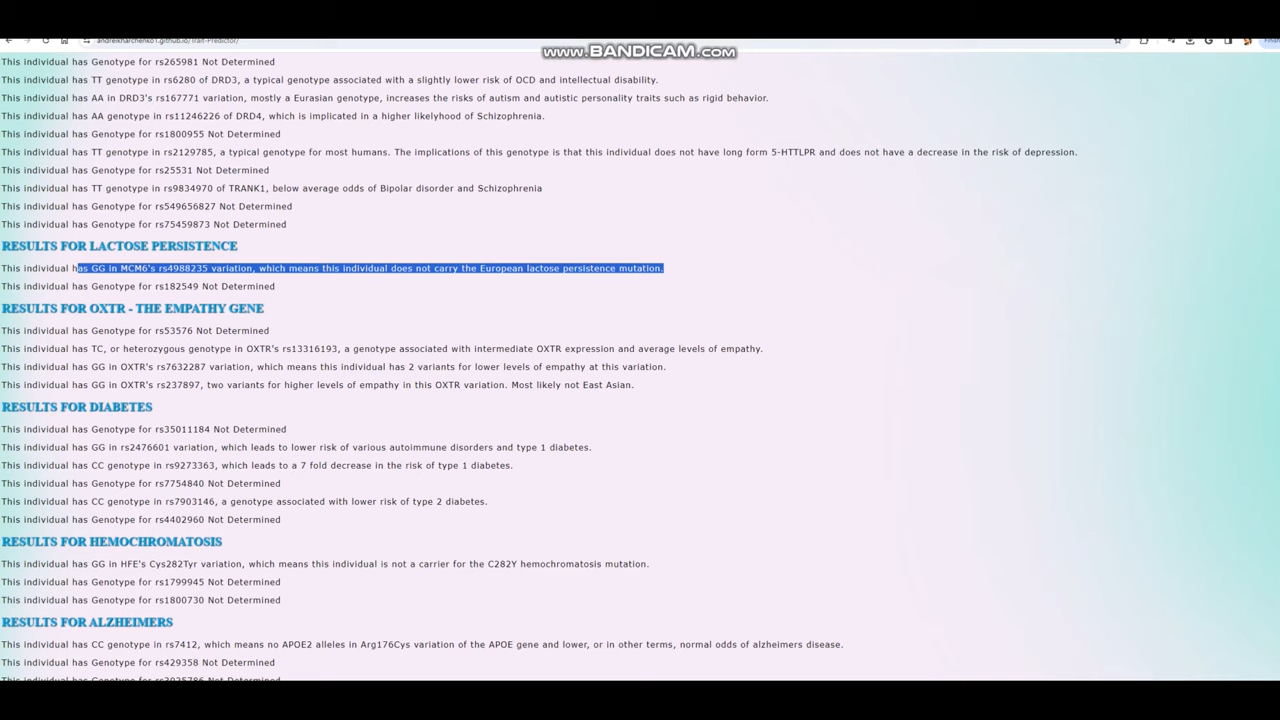 andreikharchenko1.github.io/Trait-Predictor/
www.BANDICAM.com
This individual has Genotype for rs265981 Not Determined
This individual has TT genotype in rs6280 of DRD3, a typical genotype associated with a slightly lower risk of OCD and intellectual disability.
This individual has AA in DRD3's rs167771 variation, mostly a Eurasian genotype, increases the risks of autism and autistic personality traits such as rigid behavior.
This individual has AA genotype in rs11246226 of DRD4, which is implicated in a higher likelyhood of Schizophrenia.
This individual has Genotype for rs1800955 Not Determined
This individual has TT genotype in rs2129785, a typical genotype for most humans. The implications of this genotype is that this individual does not have long form 5-HTTLPR and does not have a decrease in the risk of depression.
This individual has Genotype for rs25531 Not Determined
This individual has TT genotype in rs9834970 of TRANK1, below average odds of Bipolar disorder and Schizophrenia
This individual has Genotype for rs549656827 Not Determined
This individual has Genotype for rs75459873 Not Determined
RESULTS FOR LACTOSE PERSISTENCE
This individual has GG in MCM6's rs4988235 variation, which means this individual does not carry the European lactose persistence mutation.
This individual has Genotype for rs182549 Not Determined
RESULTS FOR OXTR - THE EMPATHY GENE
This individual has Genotype for rs53576 Not Determined
This individual has TC, or heterozygous genotype in OXTR's rs13316193, a genotype associated with intermediate OXTR expression and average levels of empathy.
This individual has GG in OXTR's rs7632287 variation, which means this individual has 2 variants for lower levels of empathy at this variation.
This individual has GG in OXTR's rs237897, two variants for higher levels of empathy in this OXTR variation. Most likely not East Asian.
RESULTS FOR DIABETES
This individual has Genotype for rs35011184 Not Determined
This individual has GG in rs2476601 variation, which leads to lower risk of various autoimmune disorders and type 1 diabetes.
This individual has CC genotype in rs9273363, which leads to a 7 fold decrease in the risk of type 1 diabetes.
This individual has Genotype for rs7754840 Not Determined
This individual has CC genotype in rs7903146, a genotype associated with lower risk of type 2 diabetes.
This individual has Genotype for rs4402960 Not Determined
RESULTS FOR HEMOCHROMATOSIS
This individual has GG in HFE's Cys282Tyr variation, which means this individual is not a carrier for the C282Y hemochromatosis mutation.
This individual has Genotype for rs1799945 Not Determined
This individual has Genotype for rs1800730 Not Determined
RESULTS FOR ALZHEIMERS
This individual has CC genotype in rs7412, which means no APOE2 alleles in Arg176Cys variation of the APOE gene and lower, or in other terms, normal odds of alzheimers disease.
This individual has Genotype for rs429358 Not Determined
This individual has Genotype for rs3025786 Not Determined